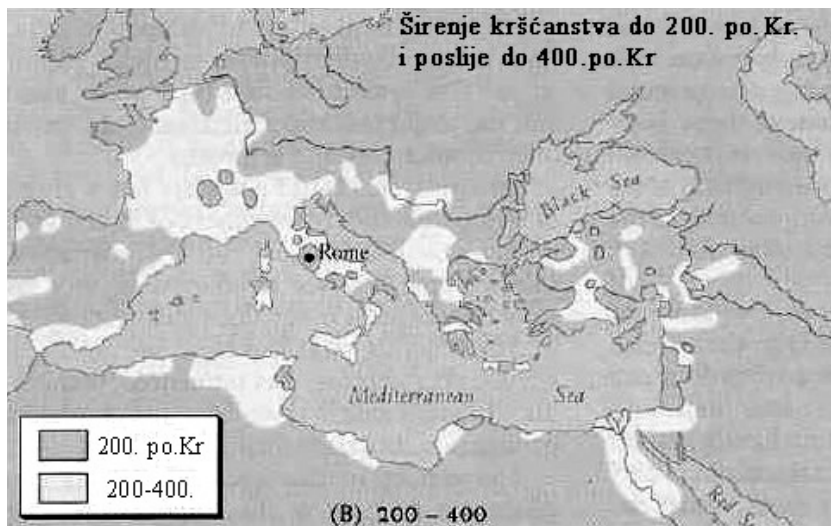 Širenje kršćanstva do 200. po.Kr.
i poslije do 400.po.Kr
Black Sea
Rome
Mediterranean Sea
200. po.Kr
200-400.
Red S
(B) 200 – 400